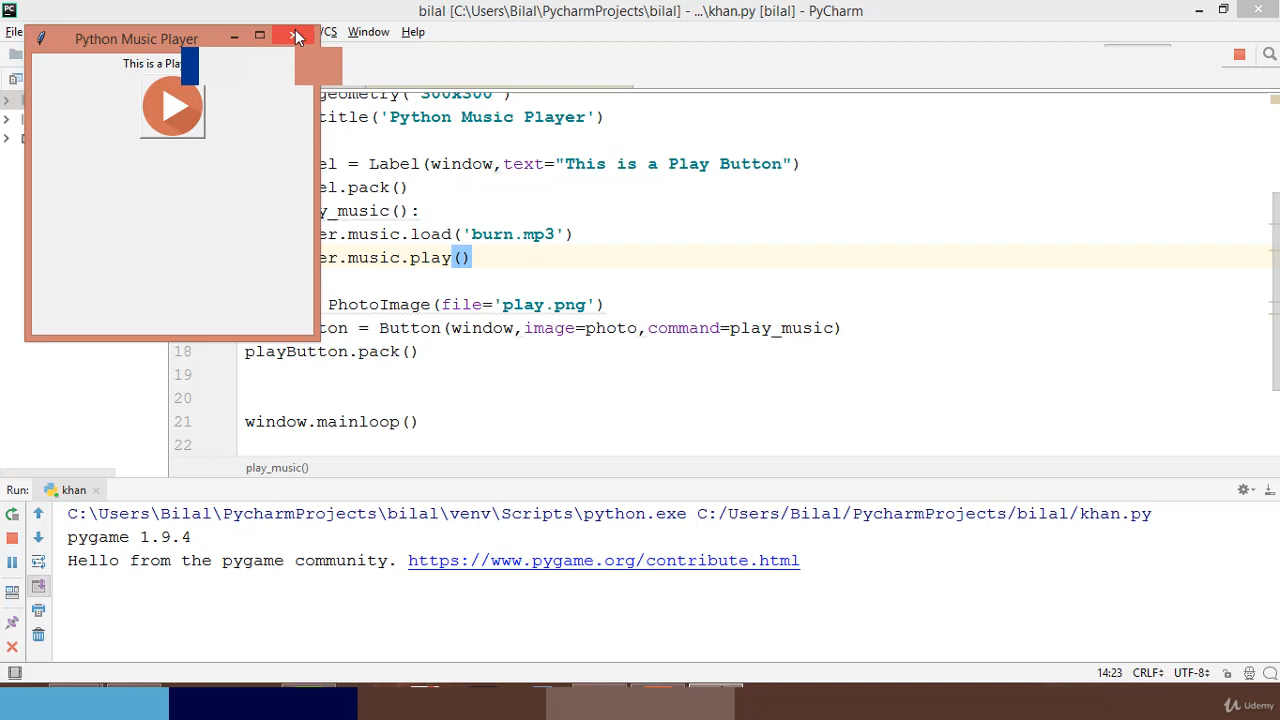 PC
bilal [C:\Users\Bilal\PycharmProjects\bilal] - ...\khan.py [bilal] - PyCharm
File
/CS Window Help
Python Music Player
This is a Play
geometry('300x300')
title('Python Music Player')
el = Label(window,text="This is a Play Button")
el.pack()
y_music():
er.music.load('burn.mp3')
er.music.play()
PhotoImage(file='play.png')
ton = Button(window,image=photo,command=play_music)
18 playButton.pack()
19
20
21 window.mainloop()
22
play_music()
Run: khan
C:\Users\Bilal\PycharmProjects\bilal\venv\Scripts\python.exe C:/Users/Bilal/PycharmProjects/bilal/khan.py
pygame 1.9.4
Hello from the pygame community. https://www.pygame.org/contribute.html
14:23 CRLF UTF-8
Udemy